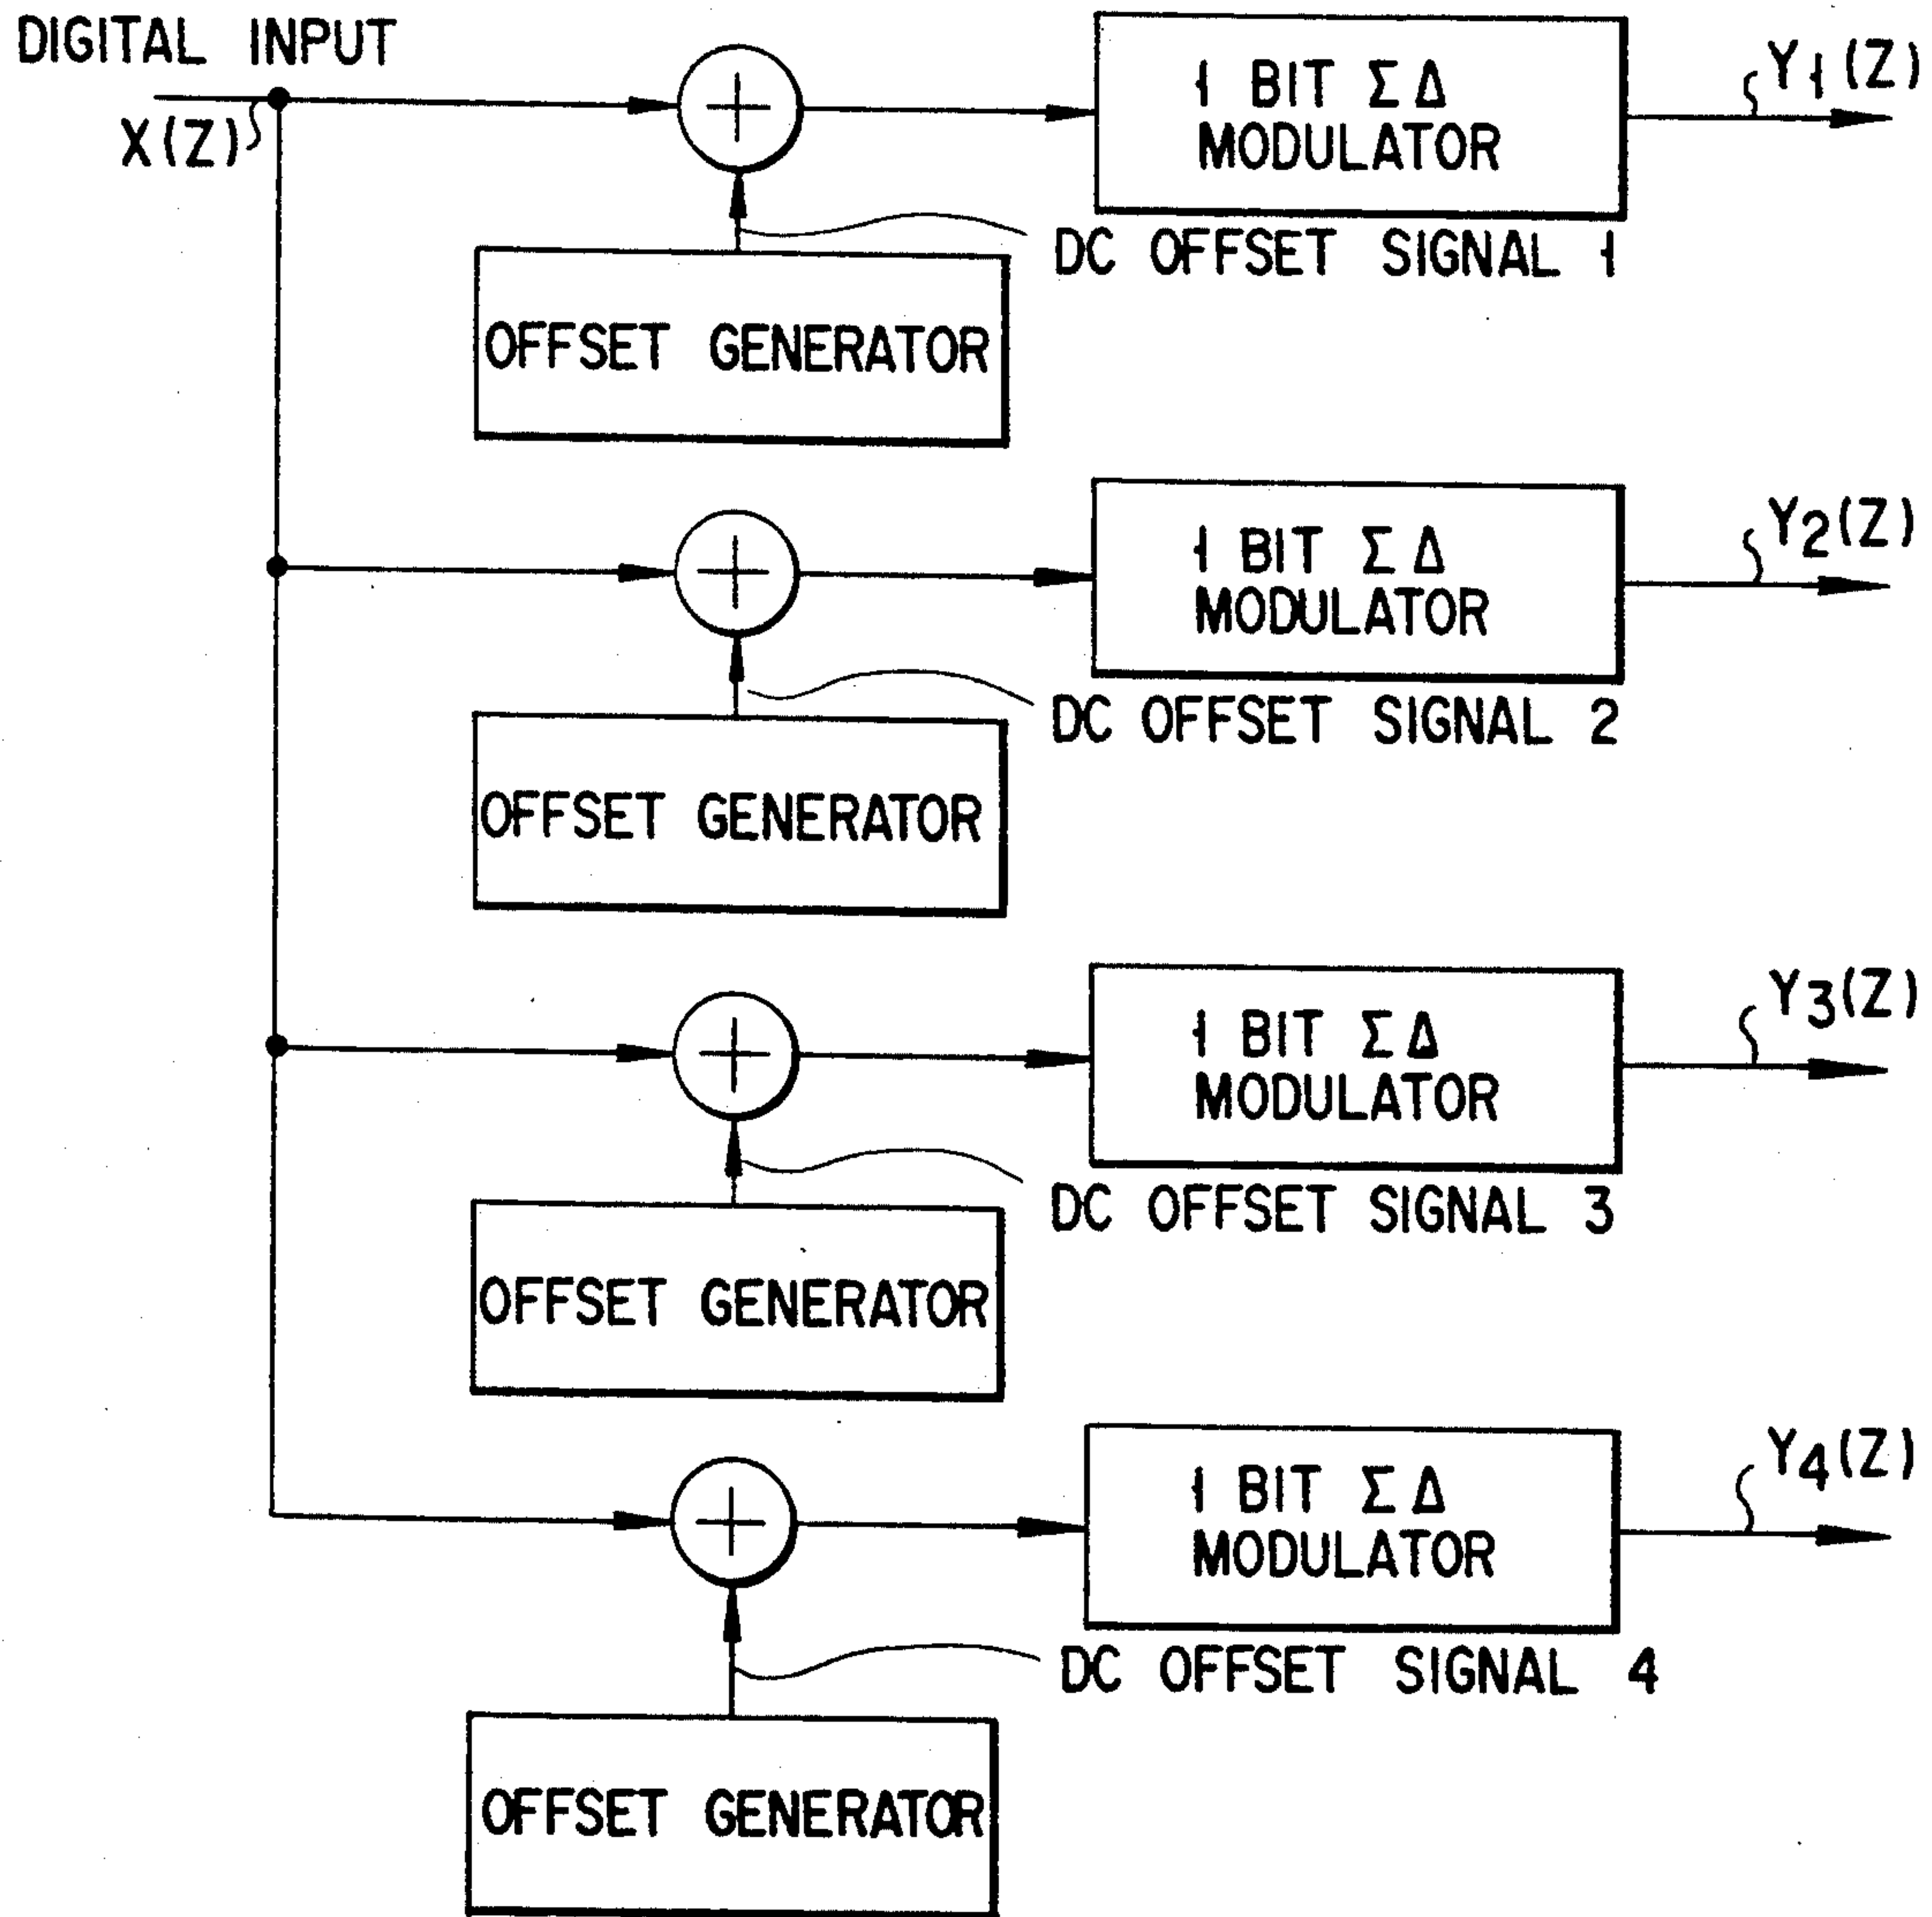 DIGITAL INPUT
X(Z)
1 BIT ΣΔ
MODULATOR
Y1(Z)
DC OFFSET SIGNAL 1
OFFSET GENERATOR
1 BIT ΣΔ
MODULATOR
Y2(Z)
DC OFFSET SIGNAL 2
OFFSET GENERATOR
1 BIT ΣΔ
MODULATOR
Y3(Z)
DC OFFSET SIGNAL 3
OFFSET GENERATOR
1 BIT ΣΔ
MODULATOR
Y4(Z)
DC OFFSET SIGNAL 4
OFFSET GENERATOR